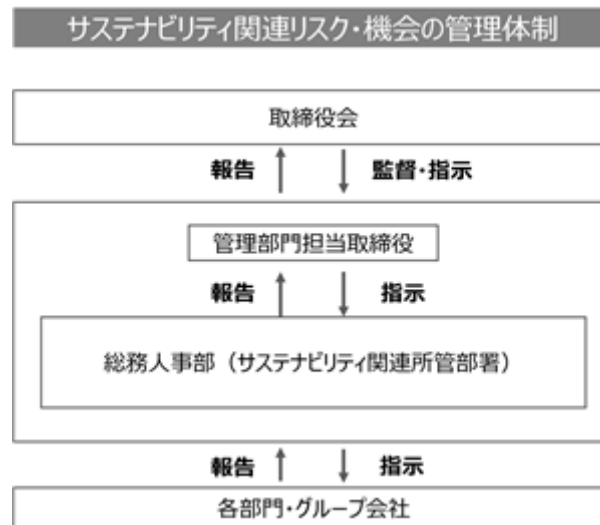 サステナビリティ関連リスク・機会の管理体制
取締役会
報告 監督・指示
管理部門担当取締役
報告 指示
総務人事部（サステナビリティ関連所管部署）
報告 指示
各部門・グループ会社